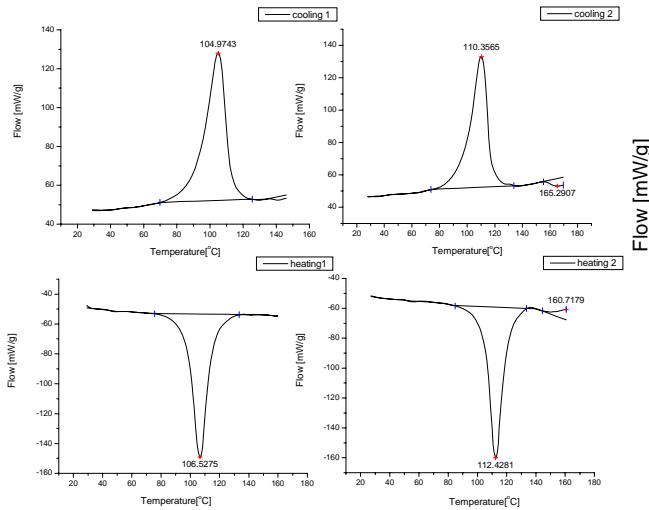 cooling 1
104.9743
140
120
100
80
60
40
Flow [mW/g]
20 40 60 80 100 120 140 160
Temperature[°C]
cooling 2
110.3565
140
120
100
80
60
40
Flow [mW/g]
165.2907
20 40 60 80 100 120 140 160 180
Temperature[°C]
Flow [mW/g]
heating1
-40
-60
-80
-100
-120
-140
-160
Flow [mW/g]
106.5275
0 20 40 60 80 100 120 140 160 180
Temperature[°C]
heating 2
160.7179
-40
-60
-80
-100
-120
-140
-160
Flow [mW/g]
112.4281
20 40 60 80 100 120 140 160 180
Temperature[°C]